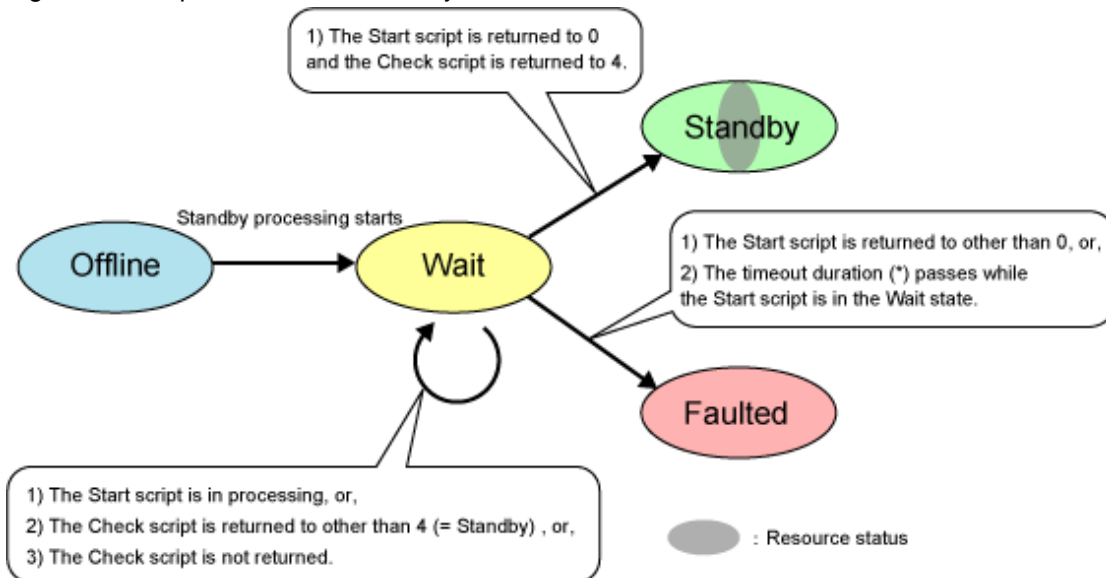 1) The Start script is returned to 0
and the Check script is returned to 4.
Standby
Standby processing starts
Offline
Wait
1) The Start script is returned to other than 0, or,
2) The timeout duration (*) passes while
the Start script is in the Wait state.
Faulted
1) The Start script is in processing, or,
2) The Check script is returned to other than 4 (= Standby) , or,
3) The Check script is not returned.
: Resource status